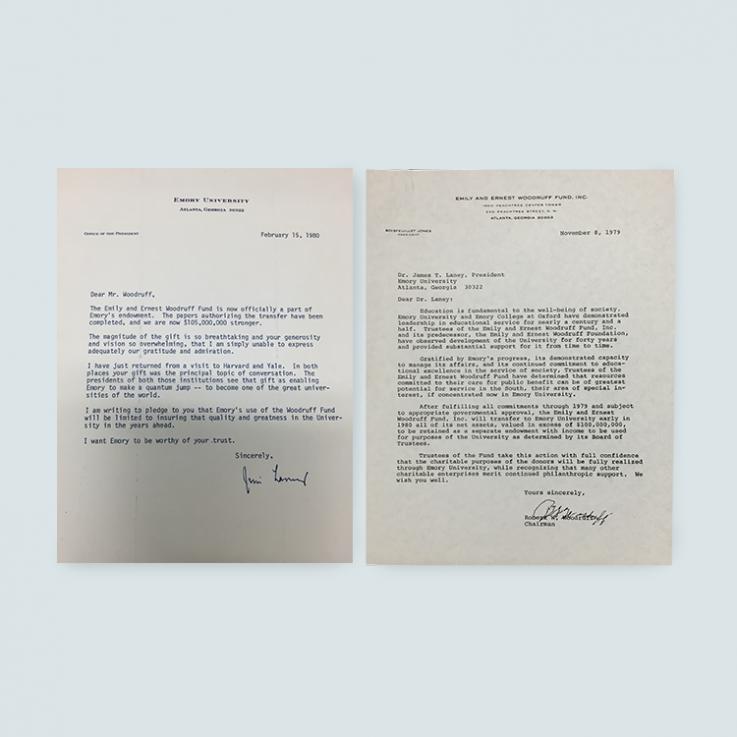 EMORY UNIVERSITY
ATLANTA, GEORGIA 30322
OFFICE OF THE PRESIDENT
February 15, 1980
Dear Mr. Woodruff,
The Emily and Ernest Woodruff Fund is now officially a part of
Emory's endowment. The papers authorizing the transfer have been
completed, and we are now $105,000,000 stronger.
The magnitude of the gift is so breathtaking and your generosity
and vision so overwhelming, that I am simply unable to express
adequately our gratitude and admiration.
I have just returned from a visit to Harvard and Yale. In both
places your gift was the principal topic of conversation. The
presidents of both those institutions see that gift as enabling
Emory to make a quantum jump -- to become one of the great univer-
sities of the world.
I am writing to pledge to you that Emory's use of the Woodruff Fund
will be limited to insuring that quality and greatness in the Univer-
sity in the years ahead.
I want Emory to be worthy of your trust.
Sincerely,
Jim Laney
EMILY AND ERNEST WOODRUFF FUND, INC.
PEACHTREE CENTER TOWER
230 PEACHTREE STREET, N. W.
ATLANTA, GEORGIA 30303
BOISFEUILLET JONES
PRESIDENT
November 8, 1979
Dr. James T. Laney, President
Emory University
Atlanta, Georgia 30322
Dear Dr. Laney:
Education is fundamental to the well-being of society.
Emory University and Emory College at Oxford have demonstrated
leadership in educational service for nearly a century and a
half. Trustees of the Emily and Ernest Woodruff Fund, Inc.
and its predecessor, the Emily and Ernest Woodruff Foundation,
have observed development of the University for forty years
and provided substantial support for it from time to time.
Gratified by Emory's progress, its demonstrated capacity
to manage its affairs, and its continued commitment to educa-
tional excellence in the service of society, Trustees of the
Emily and Ernest Woodruff Fund have determined that resources
committed to their care for public benefit can be of greatest
potential for service in the South, their area of special in-
terest, if concentrated now in Emory University.
After fulfilling all commitments through 1979 and subject
to appropriate governmental approval, the Emily and Ernest
Woodruff Fund, Inc. will transfer to Emory University early in
1980 all of its net assets, valued in excess of $100,000,000,
to be retained as a separate endowment with income to be used
for purposes of the University as determined by its Board of
Trustees.
Trustees of the Fund take this action with full confidence
that the charitable purposes of the donors will be fully realized
through Emory University, while recognizing that many other
charitable enterprises merit continued philanthropic support. We
wish you well.
Yours sincerely,
Robert W. Woodruff
Chairman